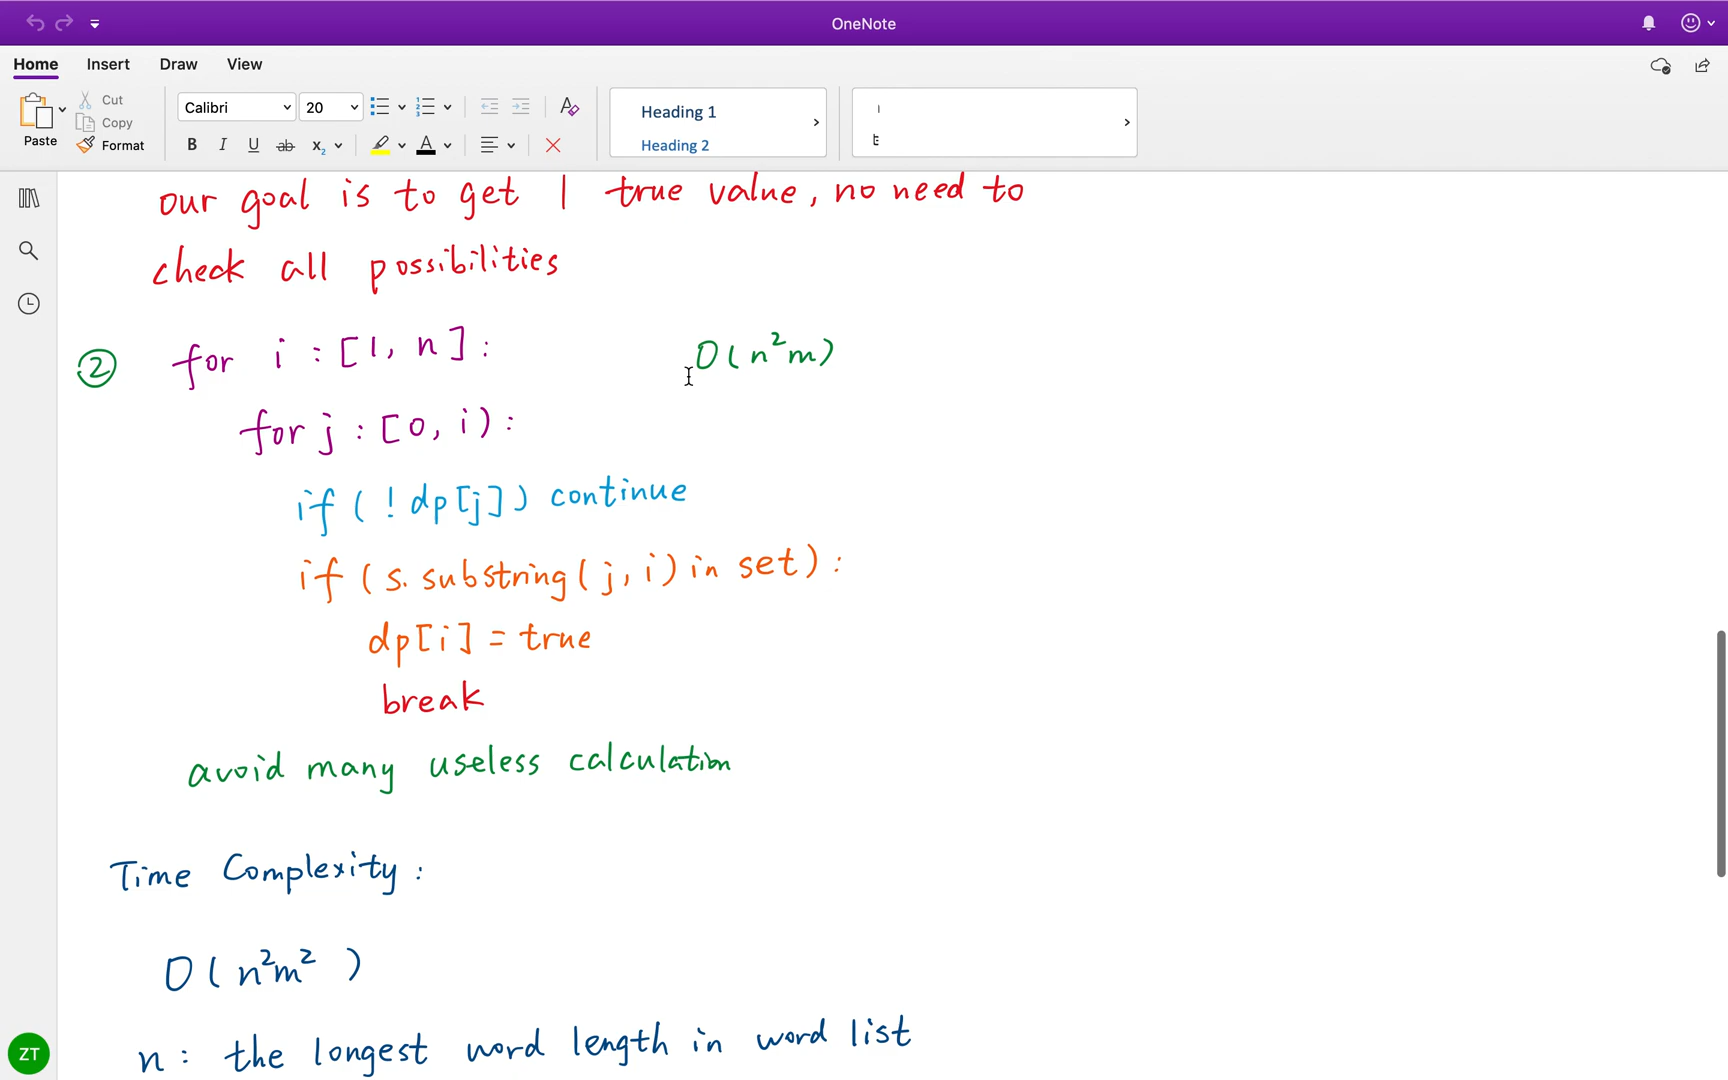 OneNote
Home Insert Draw View
Paste
Cut
Copy
Format
Calibri 20
B I U ab x₂ A
Heading 1
Heading 2
our goal is to get 1 true value, no need to
check all possibilities
② for i : [1, n] : O(n²m)
for j : [0, i) :
if ( ! dp[j] ) continue
if ( s. substring( j, i) in set ) :
dp[i] = true
break
avoid many useless calculation
Time Complexity :
O( n²m² )
n : the longest word length in word list
ZT